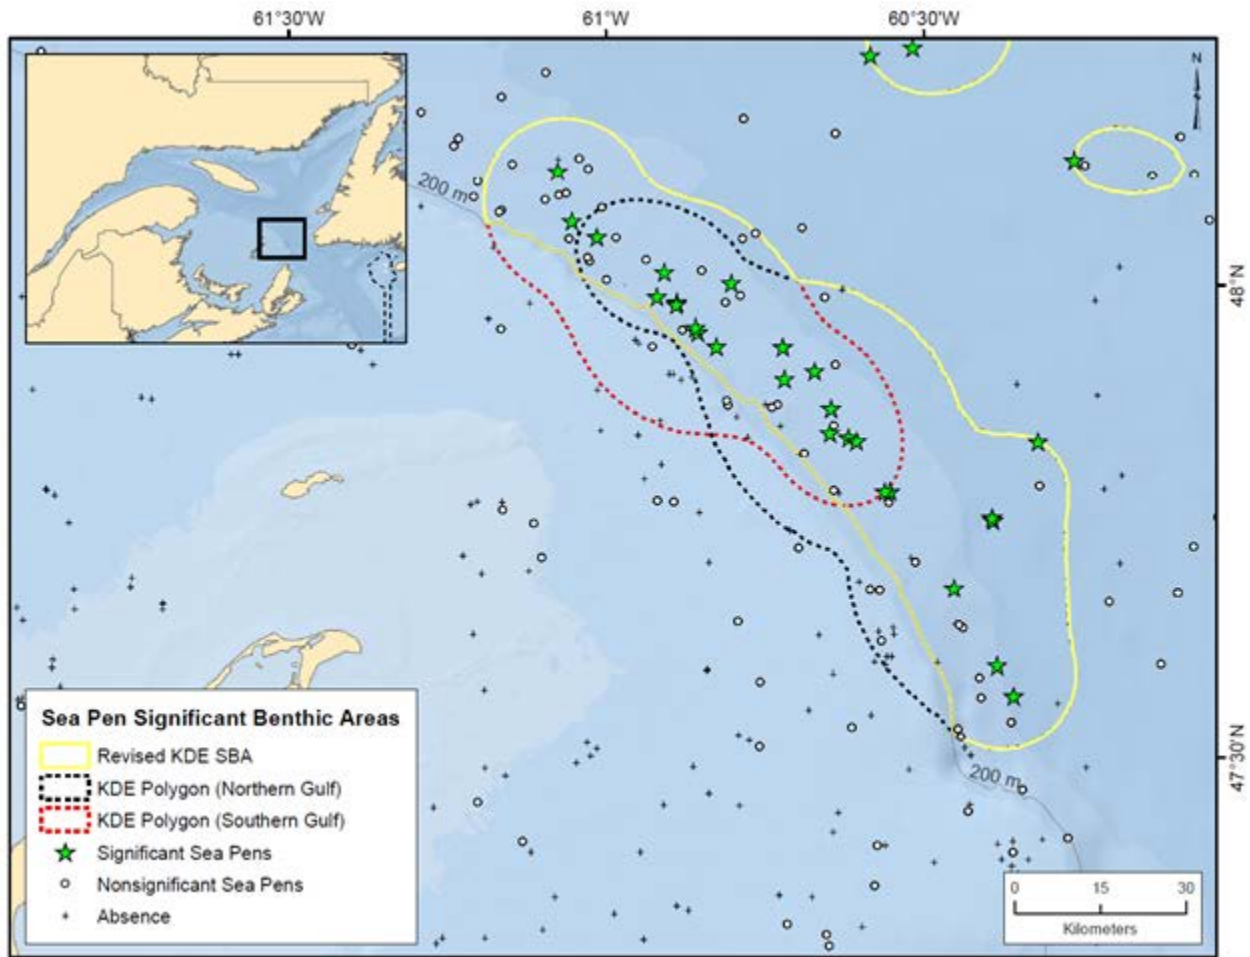 61°30'W
61°W
60°30'W
N
200 m
48°N
47°30'N
200 m
Sea Pen Significant Benthic Areas
Revised KDE SBA
KDE Polygon (Northern Gulf)
KDE Polygon (Southern Gulf)
Significant Sea Pens
Nonsignificant Sea Pens
Absence
0 15 30
Kilometers